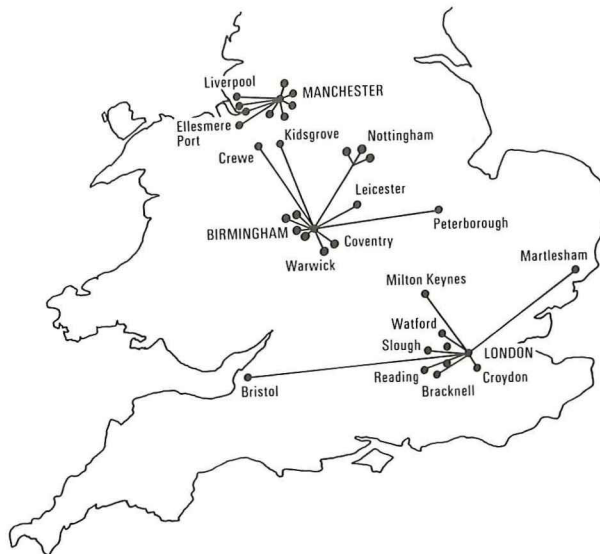 Liverpool
MANCHESTER
Ellesmere
Port
Kidsgrove
Nottingham
Crewe
Leicester
BIRMINGHAM
Peterborough
Coventry
Warwick
Martlesham
Milton Keynes
Watford
Slough
LONDON
Reading
Croydon
Bristol
Bracknell